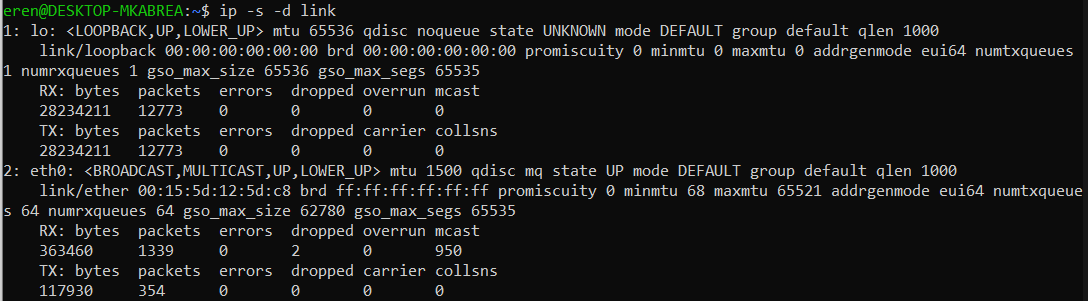 eren@DESKTOP-MKABREA:~$ ip -s -d link
1: lo: <LOOPBACK,UP,LOWER_UP> mtu 65536 qdisc noqueue state UNKNOWN mode DEFAULT group default qlen 1000
    link/loopback 00:00:00:00:00:00 brd 00:00:00:00:00:00 promiscuity 0 minmtu 0 maxmtu 0 addrgenmode eui64 numtxqueues
1 numrxqueues 1 gso_max_size 65536 gso_max_segs 65535
    RX: bytes  packets  errors  dropped overrun mcast
    28234211   12773    0       0       0       0
    TX: bytes  packets  errors  dropped carrier collsns
    28234211   12773    0       0       0       0
2: eth0: <BROADCAST,MULTICAST,UP,LOWER_UP> mtu 1500 qdisc mq state UP mode DEFAULT group default qlen 1000
    link/ether 00:15:5d:12:5d:c8 brd ff:ff:ff:ff:ff:ff promiscuity 0 minmtu 68 maxmtu 65521 addrgenmode eui64 numtxqueue
s 64 numrxqueues 64 gso_max_size 62780 gso_max_segs 65535
    RX: bytes  packets  errors  dropped overrun mcast
    363460     1339     0       2       0       950
    TX: bytes  packets  errors  dropped carrier collsns
    117930     354      0       0       0       0